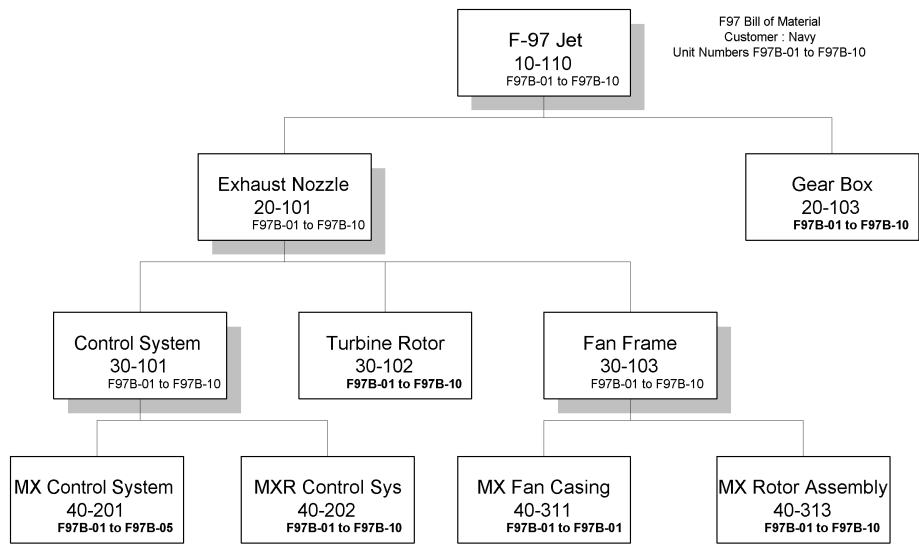 F97 Bill of Material
Customer : Navy
Unit Numbers F97B-01 to F97B-10
F-97 Jet
10-110
F97B-01 to F97B-10
Exhaust Nozzle
20-101
F97B-01 to F97B-10
Gear Box
20-103
F97B-01 to F97B-10
Control System
30-101
F97B-01 to F97B-10
Turbine Rotor
30-102
F97B-01 to F97B-10
Fan Frame
30-103
F97B-01 to F97B-10
MX Control System
40-201
F97B-01 to F97B-05
MXR Control Sys
40-202
F97B-01 to F97B-10
MX Fan Casing
40-311
F97B-01 to F97B-01
MX Rotor Assembly
40-313
F97B-01 to F97B-10